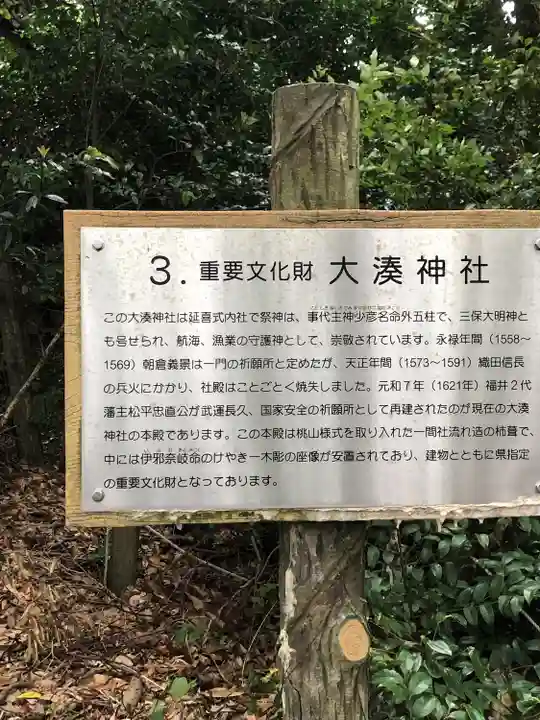 3. 重要文化財 大湊神社
この大湊神社は延喜式内社で祭神は、事代主神少彦名命外五柱で、三保大明神と
も号せられ、航海、漁業の守護神として、崇敬されています。永禄年間（1558〜
1569）朝倉義景は一門の祈願所と定めたが、天正年間（1573〜1591）織田信長
の兵火にかかり、社殿はことごとく焼失しました。元和７年（1621年）福井２代
藩主松平忠直公が武運長久、国家安全の祈願所として再建されたのが現在の大湊
神社の本殿であります。この本殿は桃山様式を取り入れた一間社流れ造の柿葺で、
中には伊邪奈岐命のけやき一木彫の座像が安置されており、建物とともに県指定
の重要文化財となっております。